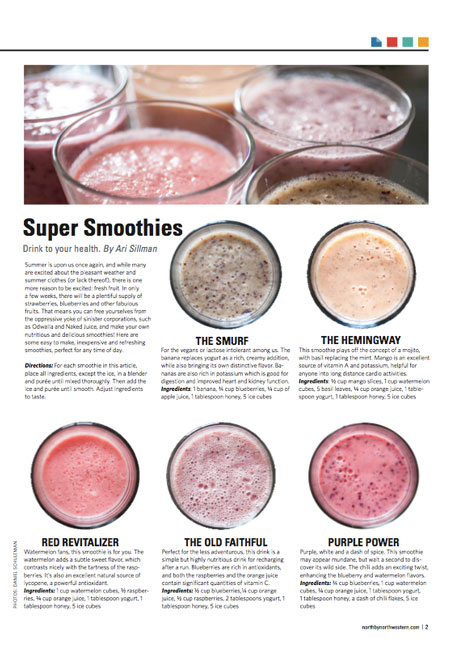 Super Smoothies
Drink to your health. By Ari Sillman
Summer is upon us once again, and while many
are excited about the pleasant weather and
summer clothes (or lack thereof), there is one
more reason to be excited: fresh fruit. In only
a few weeks, there will be a plentiful supply of
strawberries, blueberries and other fabulous
fruits. That means you can free yourselves from
the oppressive yoke of sinister corporations, such
as Odwalla and Naked Juice, and make your own
nutritious and delicious smoothies! Here are
some easy to make, inexpensive and refreshing
smoothies, perfect for any time of day.
Directions: For each smoothie in this article,
place all ingredients, except the ice, in a blender
and purée until mixed thoroughly. Then add the
ice and purée until smooth. Adjust ingredients
to taste.
THE SMURF
For the vegans or lactose intolerant among us. The
banana replaces yogurt as a rich, creamy addition,
while also bringing its own distinctive flavor. Ba-
nanas are also rich in potassium which is good for
digestion and improved heart and kidney function.
Ingredients: 1 banana, ¾ cup blueberries, ¼ cup of
apple juice, 1 tablespoon honey, 5 ice cubes
THE HEMINGWAY
This smoothie plays off the concept of a mojito,
with basil replacing the mint. Mango is an excellent
source of vitamin A and potassium, helpful for
anyone into long distance cardio activities.
Ingredients: ½ cup mango slices, 1 cup watermelon
cubes, 5 basil leaves, ¼ cup orange juice, 1 table-
spoon yogurt, 1 tablespoon honey, 5 ice cubes
RED REVITALIZER
Watermelon fans, this smoothie is for you. The
watermelon adds a subtle sweet flavor, which
contrasts nicely with the tartness of the rasp-
berries. It's also an excellent natural source of
lycopene, a powerful antioxidant.
Ingredients: 1 cup watermelon cubes, ½ raspber-
ries, ¼ cup orange juice, 1 tablespoon yogurt, 1
tablespoon honey, 5 ice cubes
THE OLD FAITHFUL
Perfect for the less adventurous, this drink is a
simple but highly nutritious drink for recharging
after a run. Blueberries are rich in antioxidants,
and both the raspberries and the orange juice
contain significant quantities of vitamin C.
Ingredients: ½ cup blueberries,¼ cup orange
juice, ½ cup raspberries, 2 tablespoons yogurt, 1
tablespoon honey, 5 ice cubes
PURPLE POWER
Purple, white and a dash of spice. This smoothie
may appear mundane, but wait a second to dis-
cover its wild side. The chili adds an exciting twist,
enhancing the blueberry and watermelon flavors.
Ingredients: ¾ cup blueberries, 1 cup watermelon
cubes, ¼ cup orange juice, 1 tablespoon yogurt,
1 tablespoon honey, a dash of chili flakes, 5 ice
cubes
PHOTOS: DANIEL SCHULEMAN
northbynorthwestern.com | 2